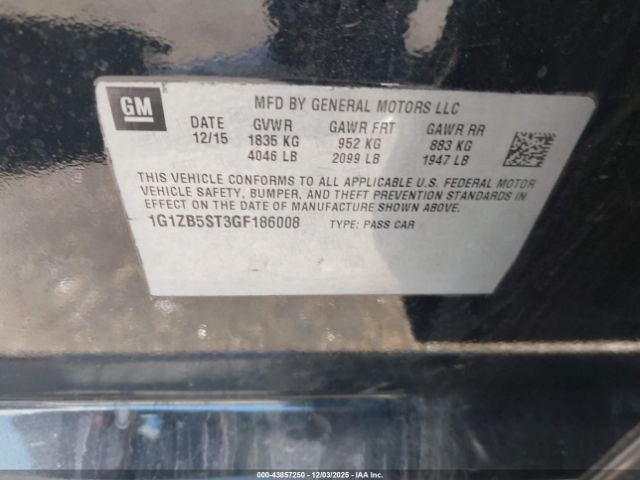 GM
MFD BY GENERAL MOTORS LLC
DATE GVWR GAWR FRT GAWR RR
12/15 1835 KG 952 KG 883 KG
4046 LB 2099 LB 1947 LB
THIS VEHICLE CONFORMS TO ALL APPLICABLE U.S. FEDERAL MOTOR
VEHICLE SAFETY, BUMPER, AND THEFT PREVENTION STANDARDS IN
EFFECT ON THE DATE OF MANUFACTURE SHOWN ABOVE.
1G1ZB5ST3GF186008 TYPE: PASS CAR
000-43857250 - 12/03/2025 - IAA.